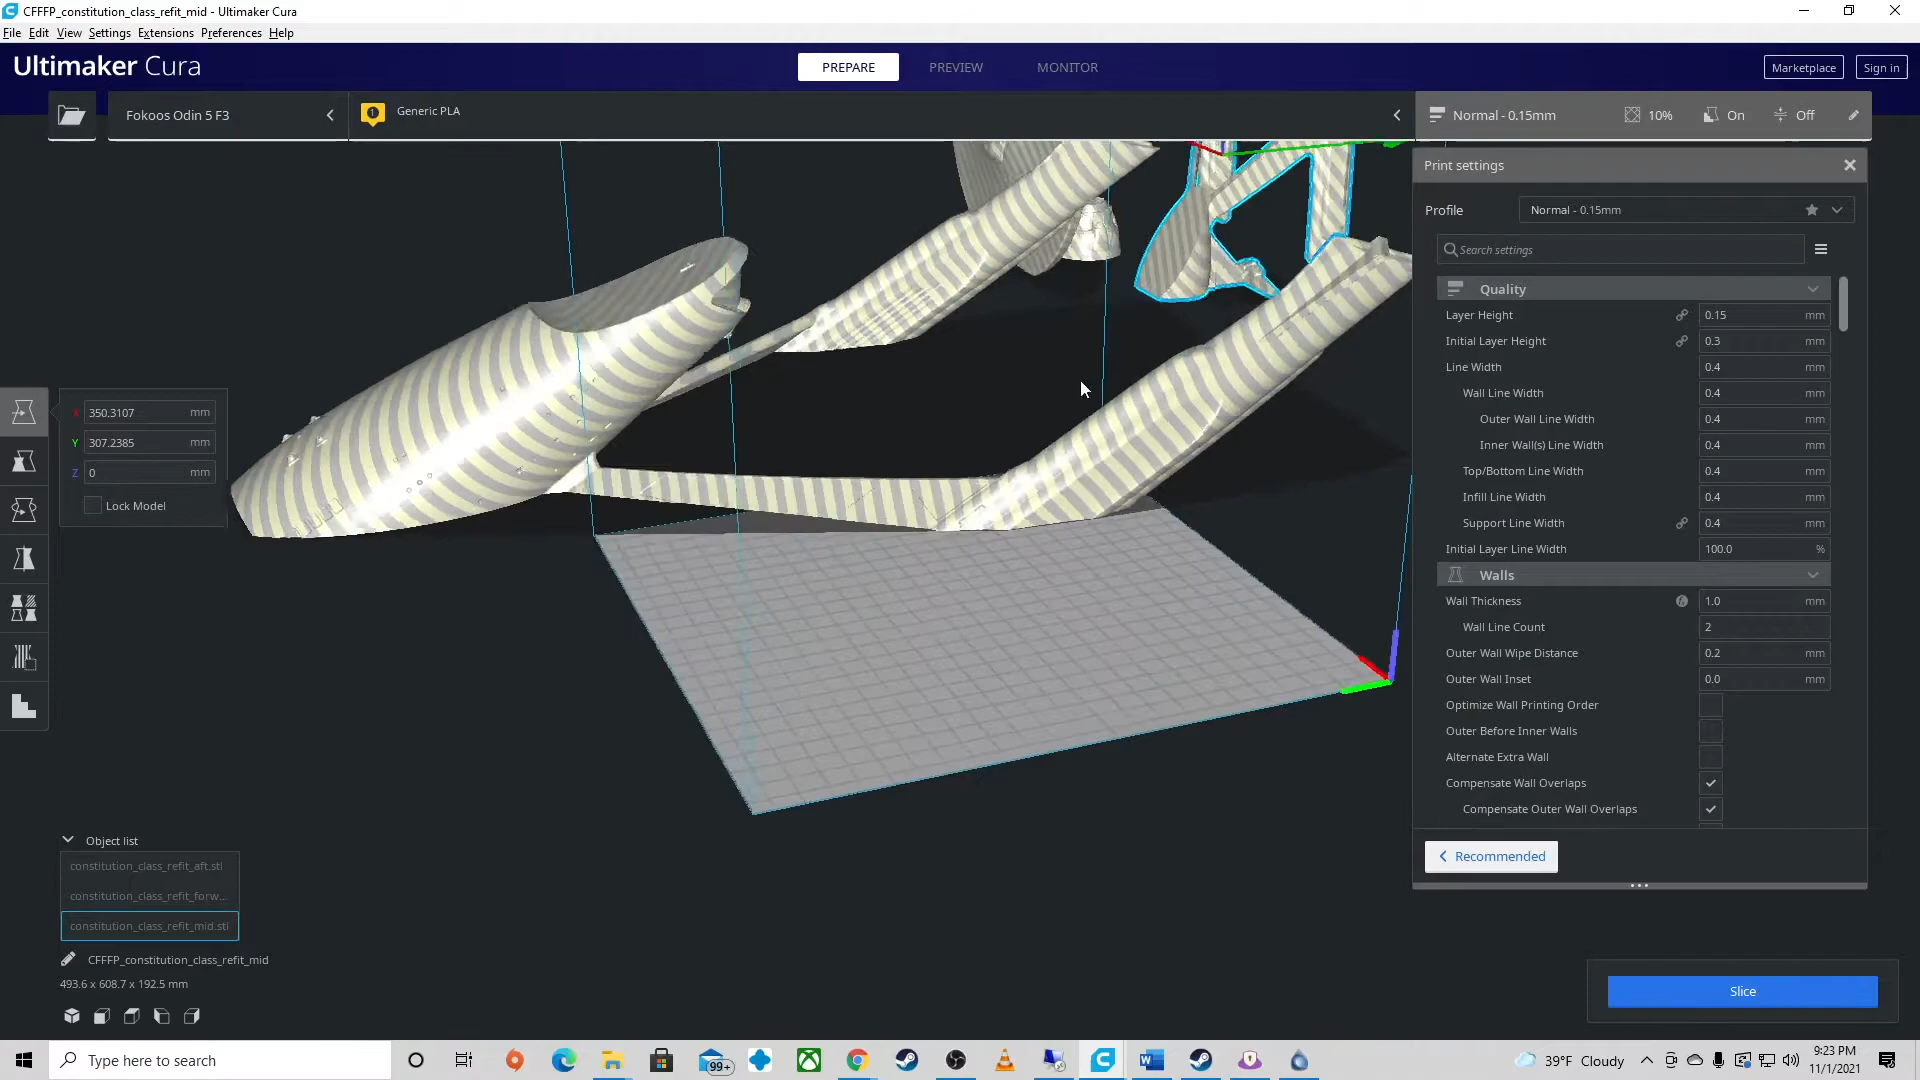 CFFFP_constitution_class_refit_mid - Ultimaker Cura
File Edit View Settings Extensions Preferences Help
Ultimaker Cura
PREPARE PREVIEW MONITOR
Marketplace Sign in
Fokoos Odin 5 F3
1
Generic PLA
Normal - 0.15mm 10% On Off
Print settings
Profile Normal - 0.15mm
Search settings
Quality
Layer Height 0.15 mm
Initial Layer Height 0.3 mm
Line Width 0.4 mm
Wall Line Width 0.4 mm
Outer Wall Line Width 0.4 mm
Inner Wall(s) Line Width 0.4 mm
Top/Bottom Line Width 0.4 mm
Infill Line Width 0.4 mm
Support Line Width 0.4 mm
Initial Layer Line Width 100.0 %
Walls
Wall Thickness 1.0 mm
Wall Line Count 2
Outer Wall Wipe Distance 0.2 mm
Outer Wall Inset 0.0 mm
Optimize Wall Printing Order
Outer Before Inner Walls
Alternate Extra Wall
Compensate Wall Overlaps
Compensate Outer Wall Overlaps
Recommended
X 350.3107 mm
Y 307.2385 mm
Z 0 mm
Lock Model
Object list
constitution_class_refit_aft.stl
constitution_class_refit_forw...
constitution_class_refit_mid.stl
CFFFP_constitution_class_refit_mid
493.6 x 608.7 x 192.5 mm
Slice
Type here to search
99+
39°F Cloudy
9:23 PM
11/1/2021